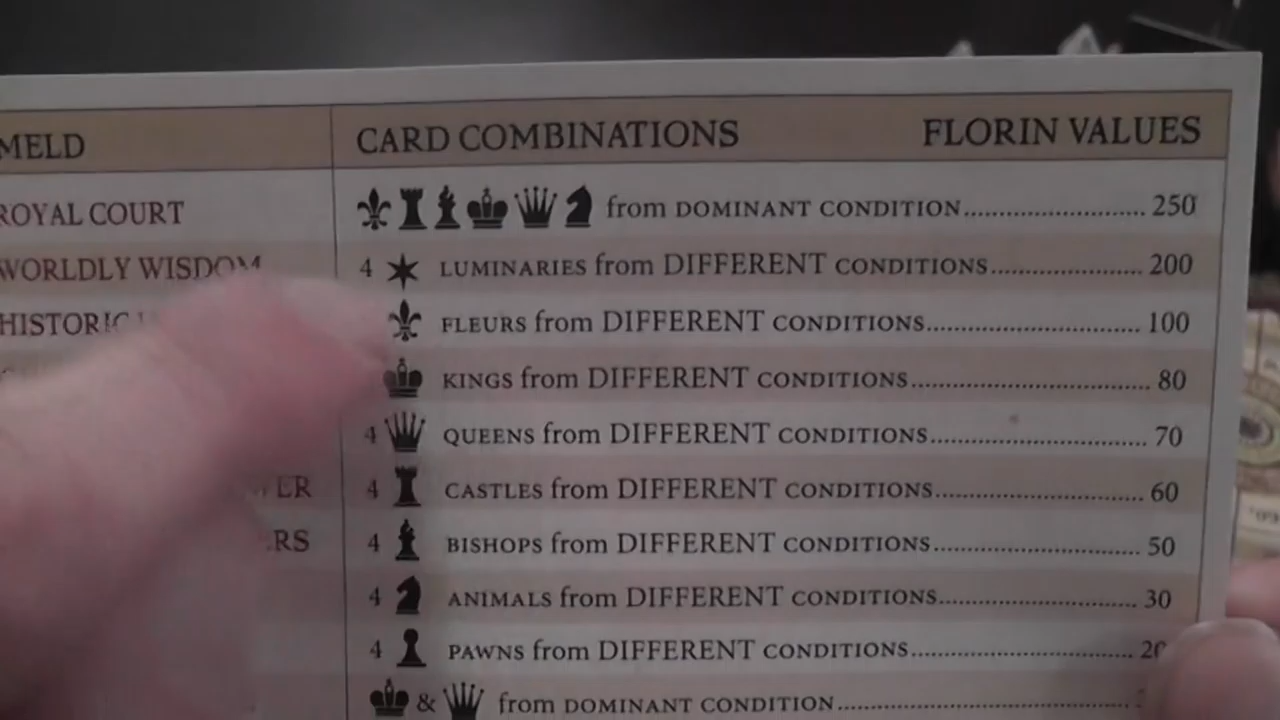 MELD CARD COMBINATIONS FLORIN VALUES
ROYAL COURT from DOMINANT CONDITION 250
WORLDLY WISDOM 4 LUMINARIES from DIFFERENT CONDITIONS 200
FLEURS from DIFFERENT CONDITIONS 100
KINGS from DIFFERENT CONDITIONS 80
4 QUEENS from DIFFERENT CONDITIONS 70
4 CASTLES from DIFFERENT CONDITIONS 60
4 BISHOPS from DIFFERENT CONDITIONS 50
4 ANIMALS from DIFFERENT CONDITIONS 30
4 PAWNS from DIFFERENT CONDITIONS
& from DOMINANT CONDITION